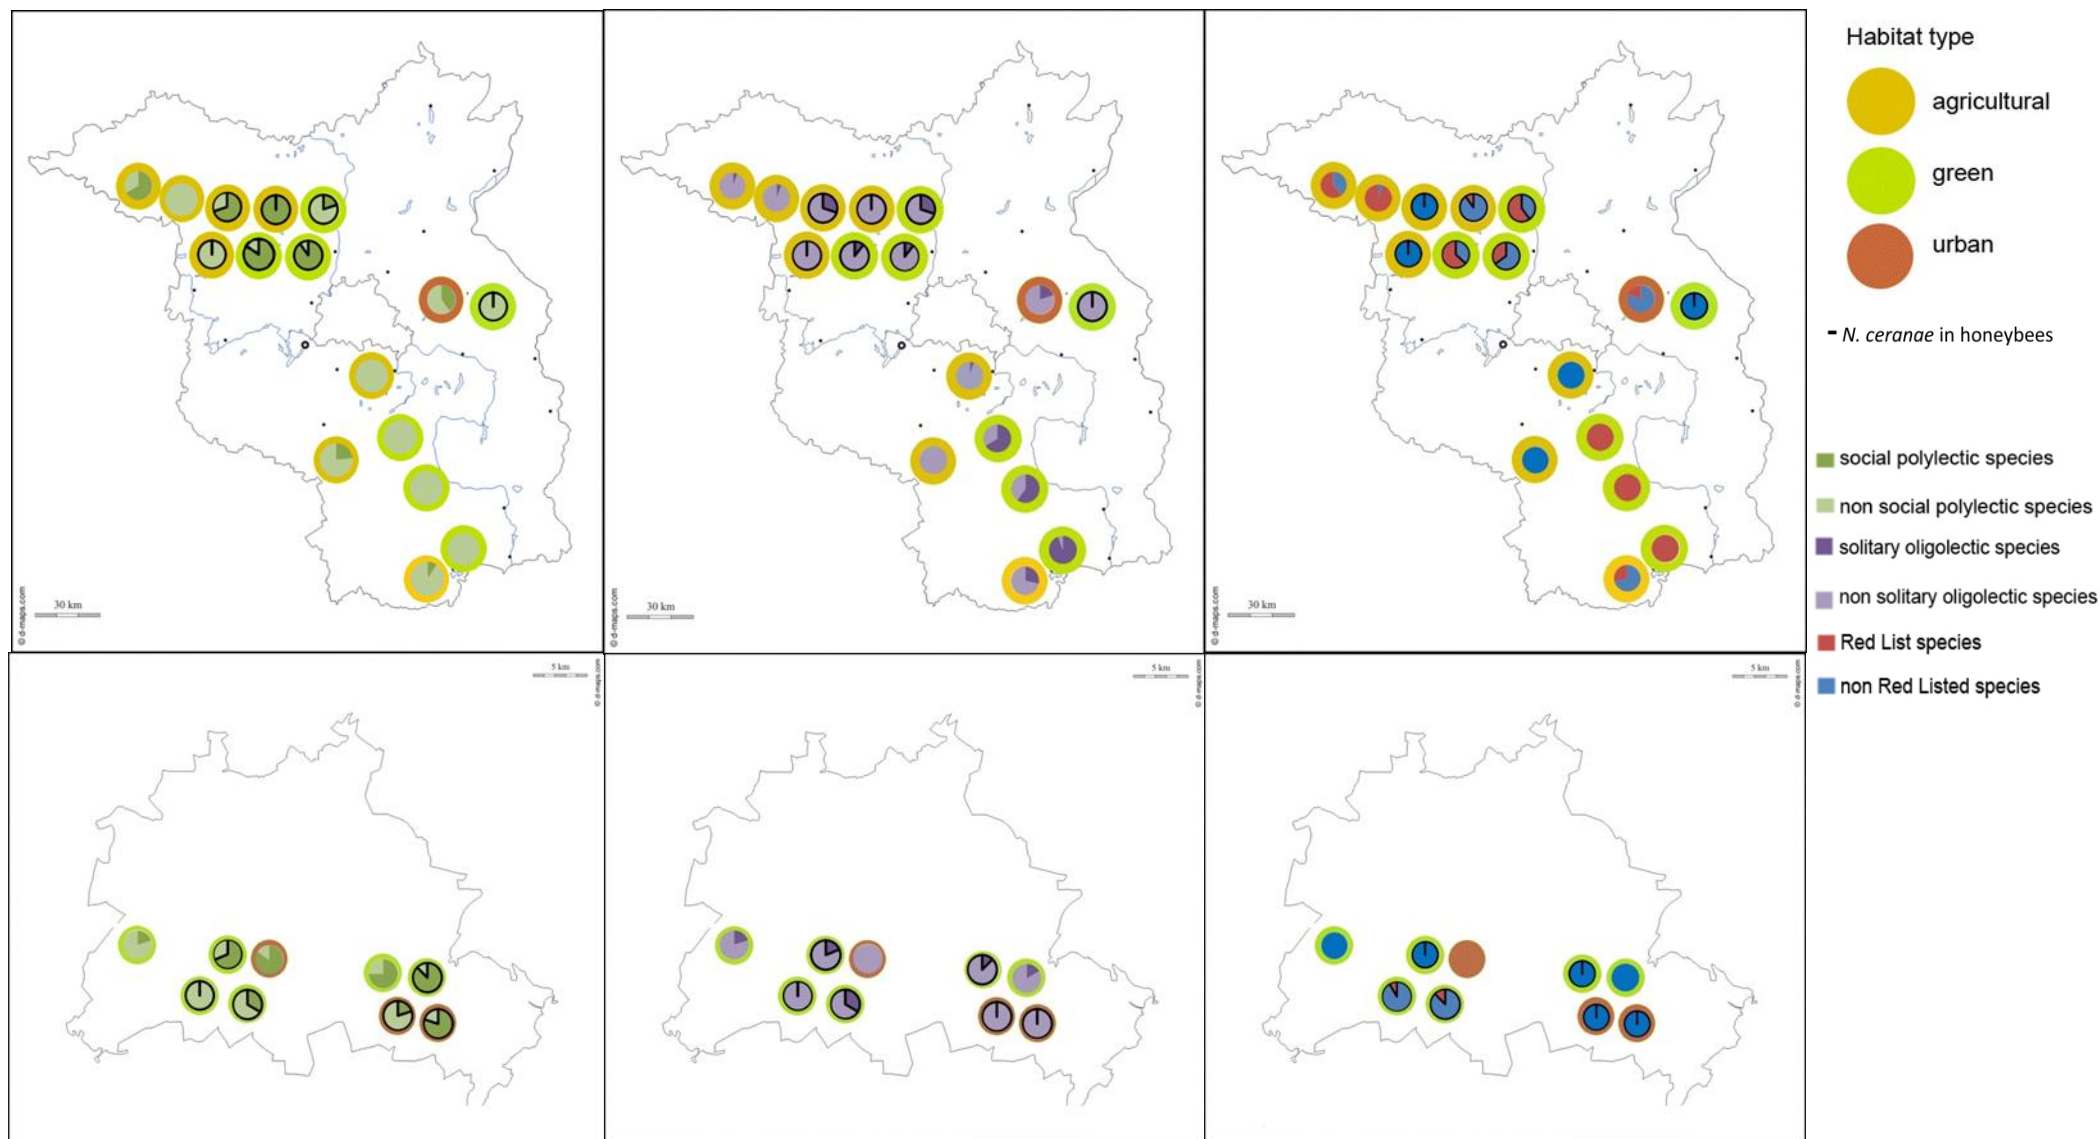 Habitat type
agricultural
green
urban
- N. ceranae in honeybees
social polylectic species
non social polylectic species
solitary oligolectic species
non solitary oligolectic species
Red List species
non Red Listed species
30 km
© d-maps.com
30 km
© d-maps.com
30 km
© d-maps.com
5 km
© d-maps.com
5 km
© d-maps.com
5 km
© d-maps.com